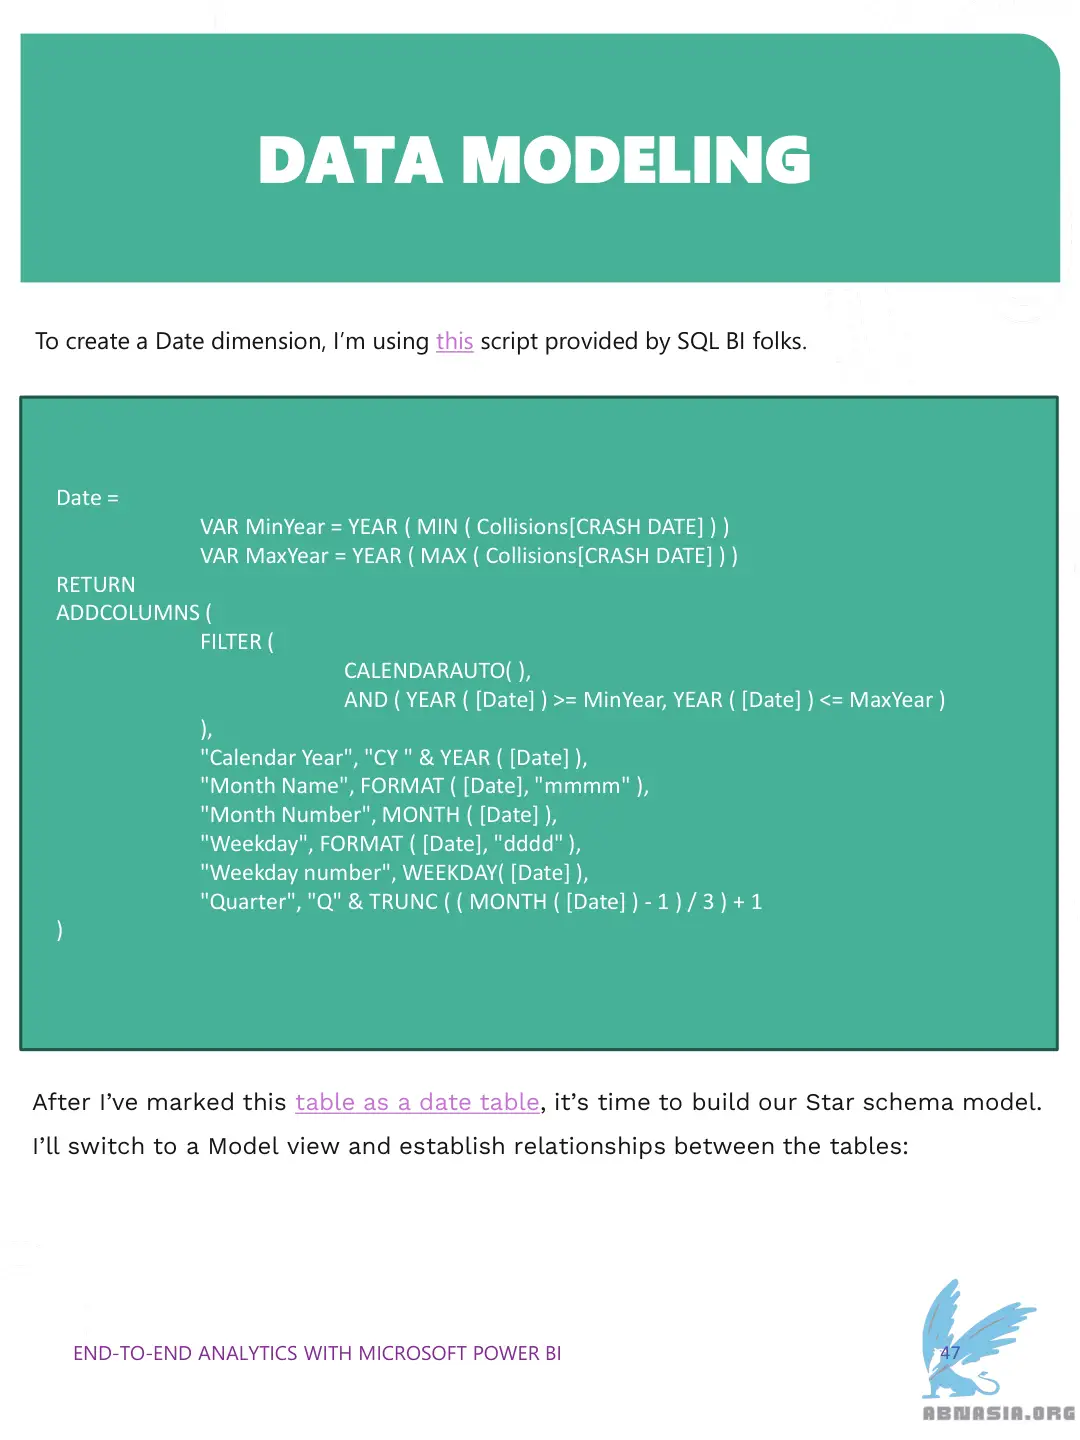 DATA MODELING
To create a Date dimension, I’m using this script provided by SQL BI folks.
Date =
VAR MinYear = YEAR ( MIN ( Collisions[CRASH DATE] ) )
VAR MaxYear = YEAR ( MAX ( Collisions[CRASH DATE] ) )
RETURN
ADDCOLUMNS (
FILTER (
CALENDARAUTO( ),
AND ( YEAR ( [Date] ) >= MinYear, YEAR ( [Date] ) <= MaxYear )
),
"Calendar Year", "CY " & YEAR ( [Date] ),
"Month Name", FORMAT ( [Date], "mmmm" ),
"Month Number", MONTH ( [Date] ),
"Weekday", FORMAT ( [Date], "dddd" ),
"Weekday number", WEEKDAY( [Date] ),
"Quarter", "Q" & TRUNC ( ( MONTH ( [Date] ) - 1 ) / 3 ) + 1
)
After I’ve marked this table as a date table, it’s time to build our Star schema model.
I’ll switch to a Model view and establish relationships between the tables:
END-TO-END ANALYTICS WITH MICROSOFT POWER BI
47
ABNASIA.ORG